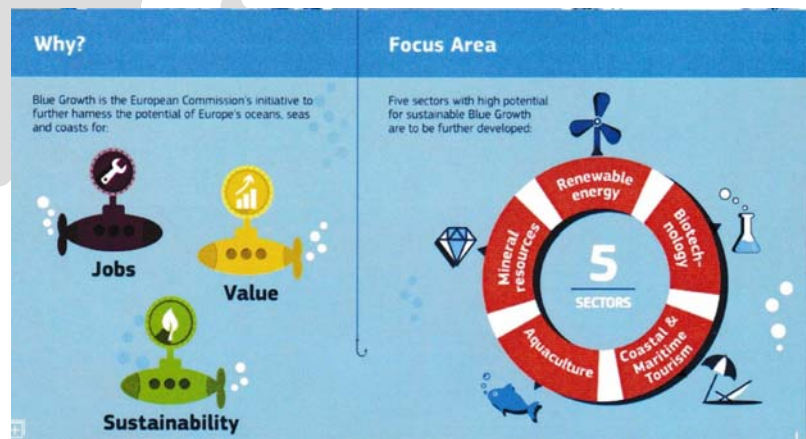 Why?
Blue Growth is the European Commission's initiative to
further harness the potential of Europe's oceans, seas
and coasts for:
Jobs
Value
Sustainability
Focus Area
Five sectors with high potential
for sustainable Blue Growth
are to be further developed:
Renewable
energy
Biotech-
nology
Coastal &
Maritime
Tourism
Aquaculture
Mineral
resources
5
SECTORS